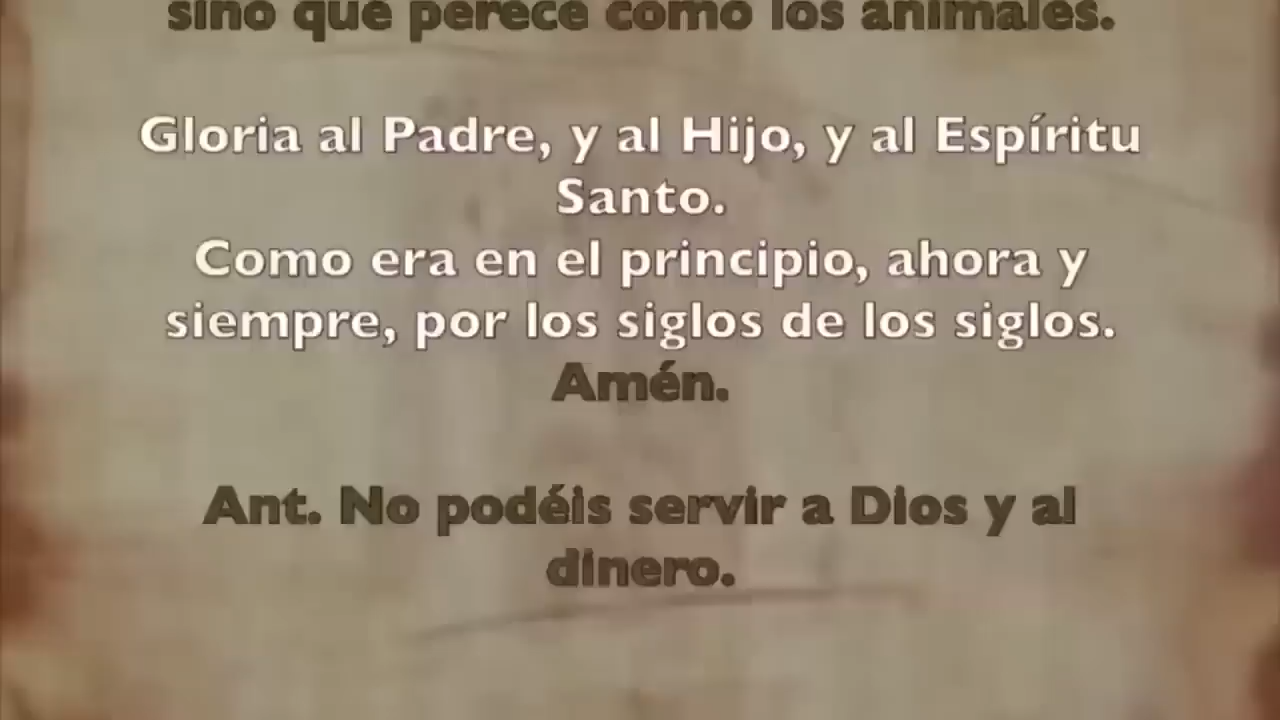 sino que perece como los animales.
Gloria al Padre, y al Hijo, y al Espíritu
Santo.
Como era en el principio, ahora y
siempre, por los siglos de los siglos.
Amén.
Ant. No podéis servir a Dios y al
dinero.